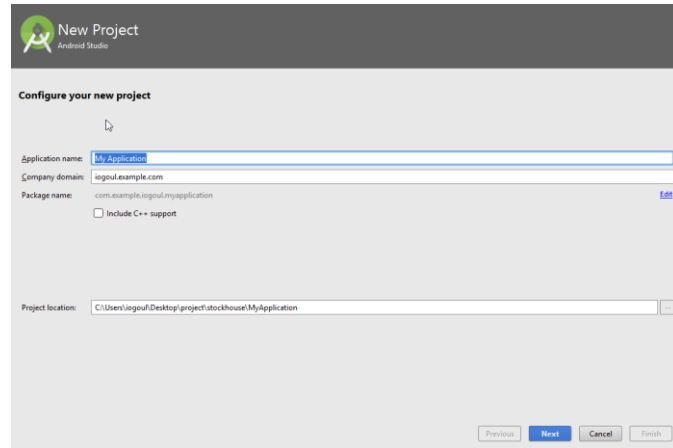 New Project
Android Studio
Configure your new project
Application name: My Application
Company domain: iogoul.example.com
Package name: com.example.iogoul.myapplication Edit
Include C++ support
Project location: C:\Users\iogoul\Desktop\project\stockhouse\MyApplication ...
Previous Next Cancel Finish